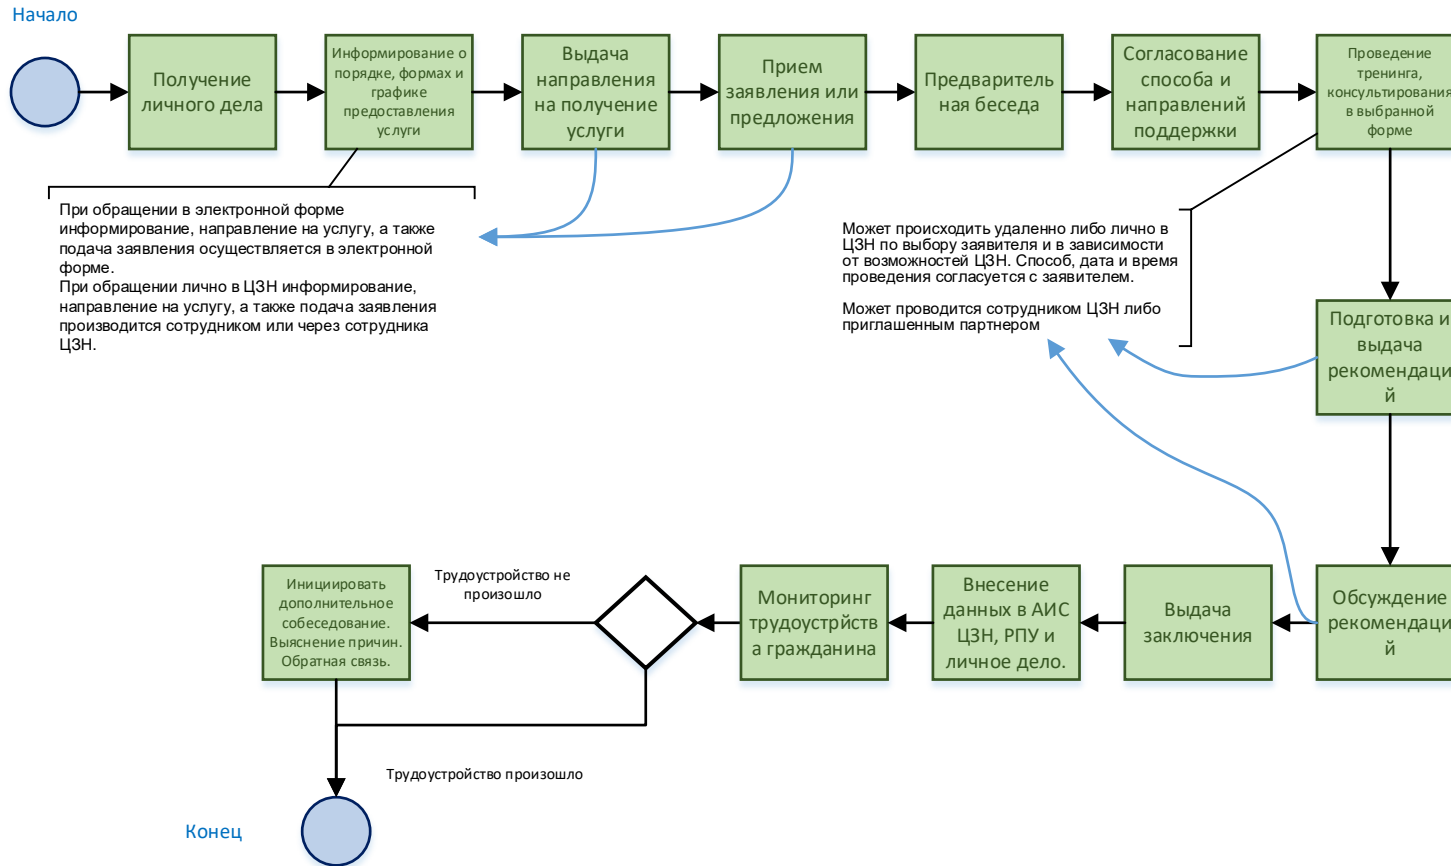 Начало
Получение
личного дела
Информирование о
порядке, формах и
графике
предоставления
услуги
Выдача
направления
на получение
услуги
Прием
заявления или
предложения
Предваритель
ная беседа
Согласование
способа и
направлений
поддержки
Проведение
тренинга,
консультирования
в выбранной
форме
При обращении в электронной форме
информирование, направление на услугу, а также
подача заявления осуществляется в электронной
форме.
При обращении лично в ЦЗН информирование,
направление на услугу, а также подача заявления
производится сотрудником или через сотрудника
ЦЗН.
Может происходить удаленно либо лично в
ЦЗН по выбору заявителя и в зависимости
от возможностей ЦЗН. Способ, дата и время
проведения согласуется с заявителем.
Может проводится сотрудником ЦЗН либо
приглашенным партнером
Подготовка и
выдача
рекомендаци
й
Обсуждение
рекомендаци
й
Выдача
заключения
Внесение
данных в АИС
ЦЗН, РПУ и
личное дело.
Мониторинг
трудоустройств
а гражданина
Трудоустройство не
произошло
Инициировать
дополнительное
собеседование.
Выяснение причин.
Обратная связь.
Трудоустройство произошло
Конец